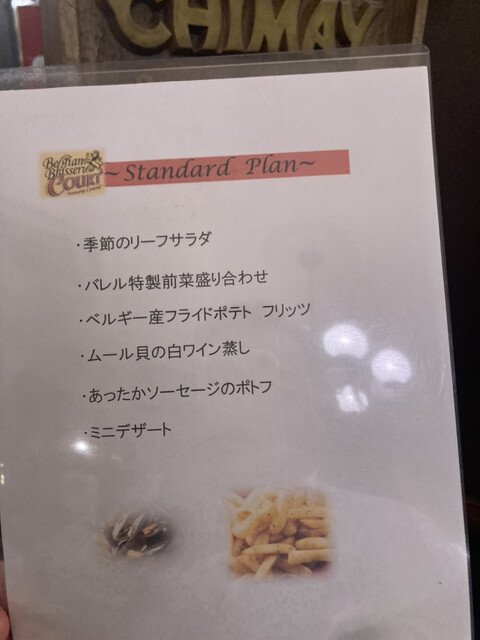 CHIMAY
Belgian
Brasserie
COURT
~Standard Plan~
・季節のリーフサラダ
・バレル特製前菜盛り合わせ
・ベルギー産フライドポテト フリッツ
・ムール貝の白ワイン蒸し
・あったかソーセージのポトフ
・ミニデザート